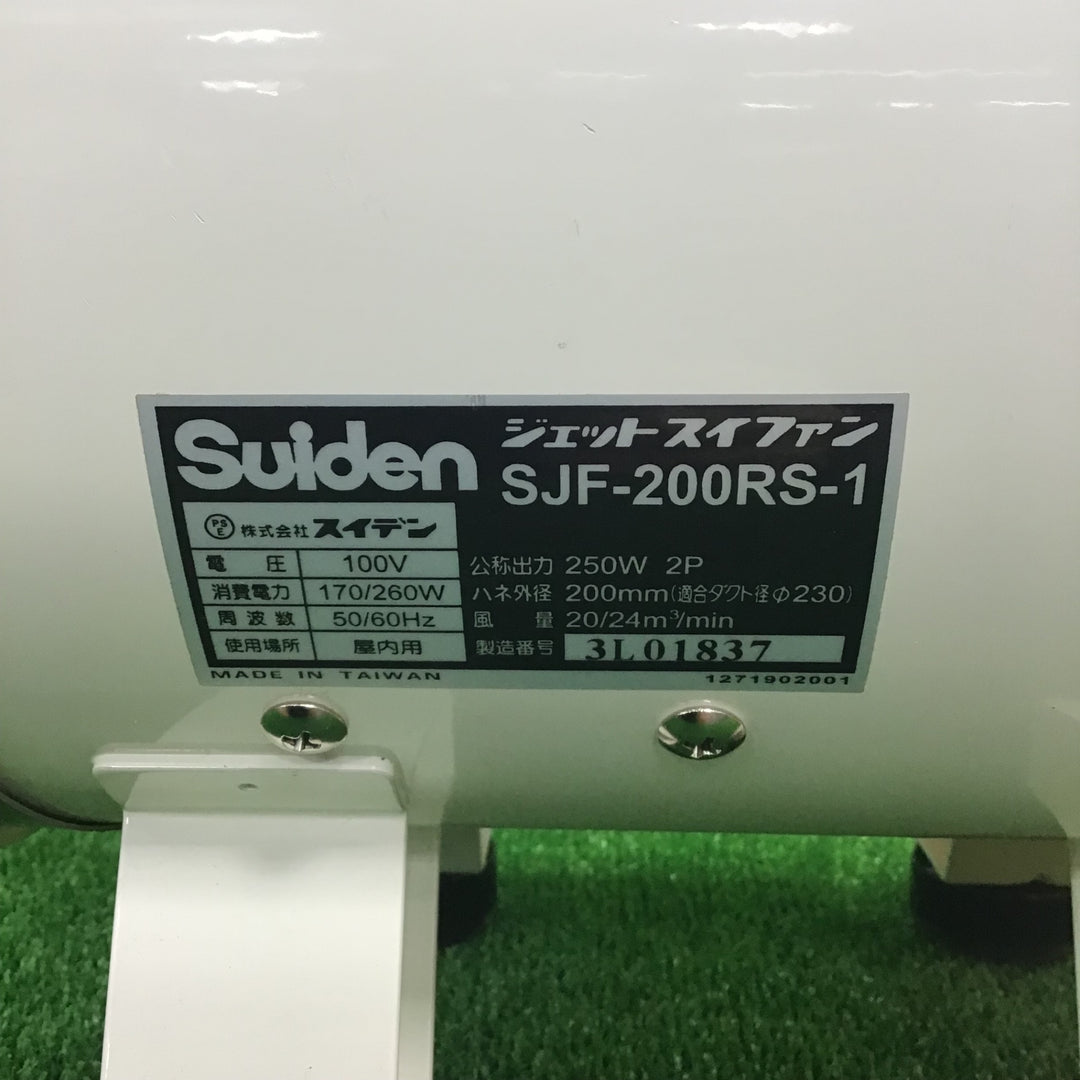 Suiden
ジェットスイファン
SJF-200RS-1
PSE 株式会社 スイデン
電圧 100V
消費電力 170/260W
周波数 50/60Hz
使用場所 屋内用
公称出力 250W 2P
ハネ外径 200mm(適合ダクト径φ230)
風量 20/24m³/min
製造番号 3L01837
MADE IN TAIWAN
1271902001